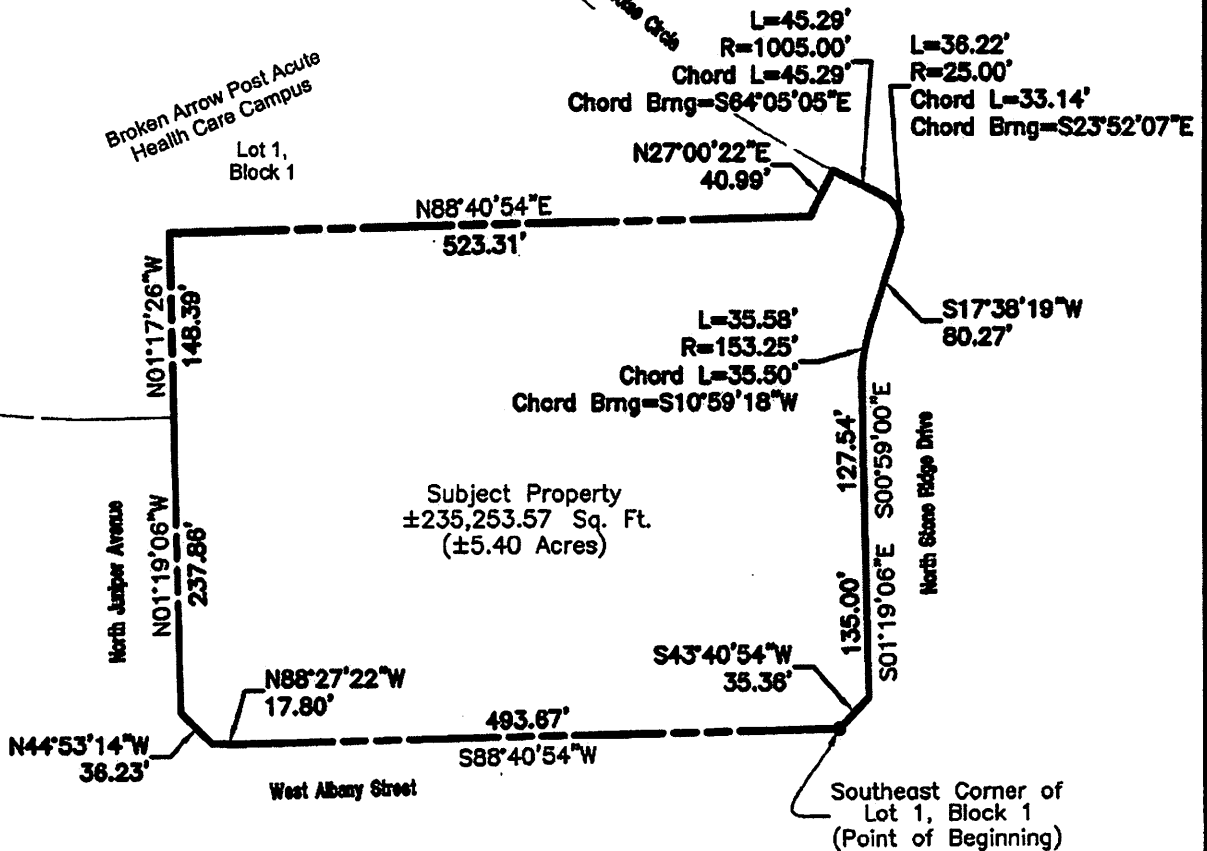 Circle
L=45.29'
R=1005.00'
Chord L=45.29'
Chord Brng=S64°05'05"E
L=36.22'
R=25.00'
Chord L=33.14'
Chord Brng=S23°52'07"E
Broken Arrow Post Acute
Health Care Campus
Lot 1,
Block 1
N27°00'22"E
40.99'
N88°40'54"E
523.31'
N01°17'26"W
148.39'
S17°38'19"W
80.27'
L=35.58'
R=153.25'
Chord L=35.50'
Chord Brng=S10°59'18"W
127.54'
S00°59'00"E
North Stone Ridge Drive
Subject Property
±235,253.57 Sq. Ft.
(±5.40 Acres)
North Juniper Avenue
N01°19'06"W
237.86'
135.00'
S01°19'06"E
S43°40'54"W
35.36'
N88°27'22"W
17.80'
493.67'
S88°40'54"W
N44°53'14"W
36.23'
West Albany Street
Southeast Corner of
Lot 1, Block 1
(Point of Beginning)